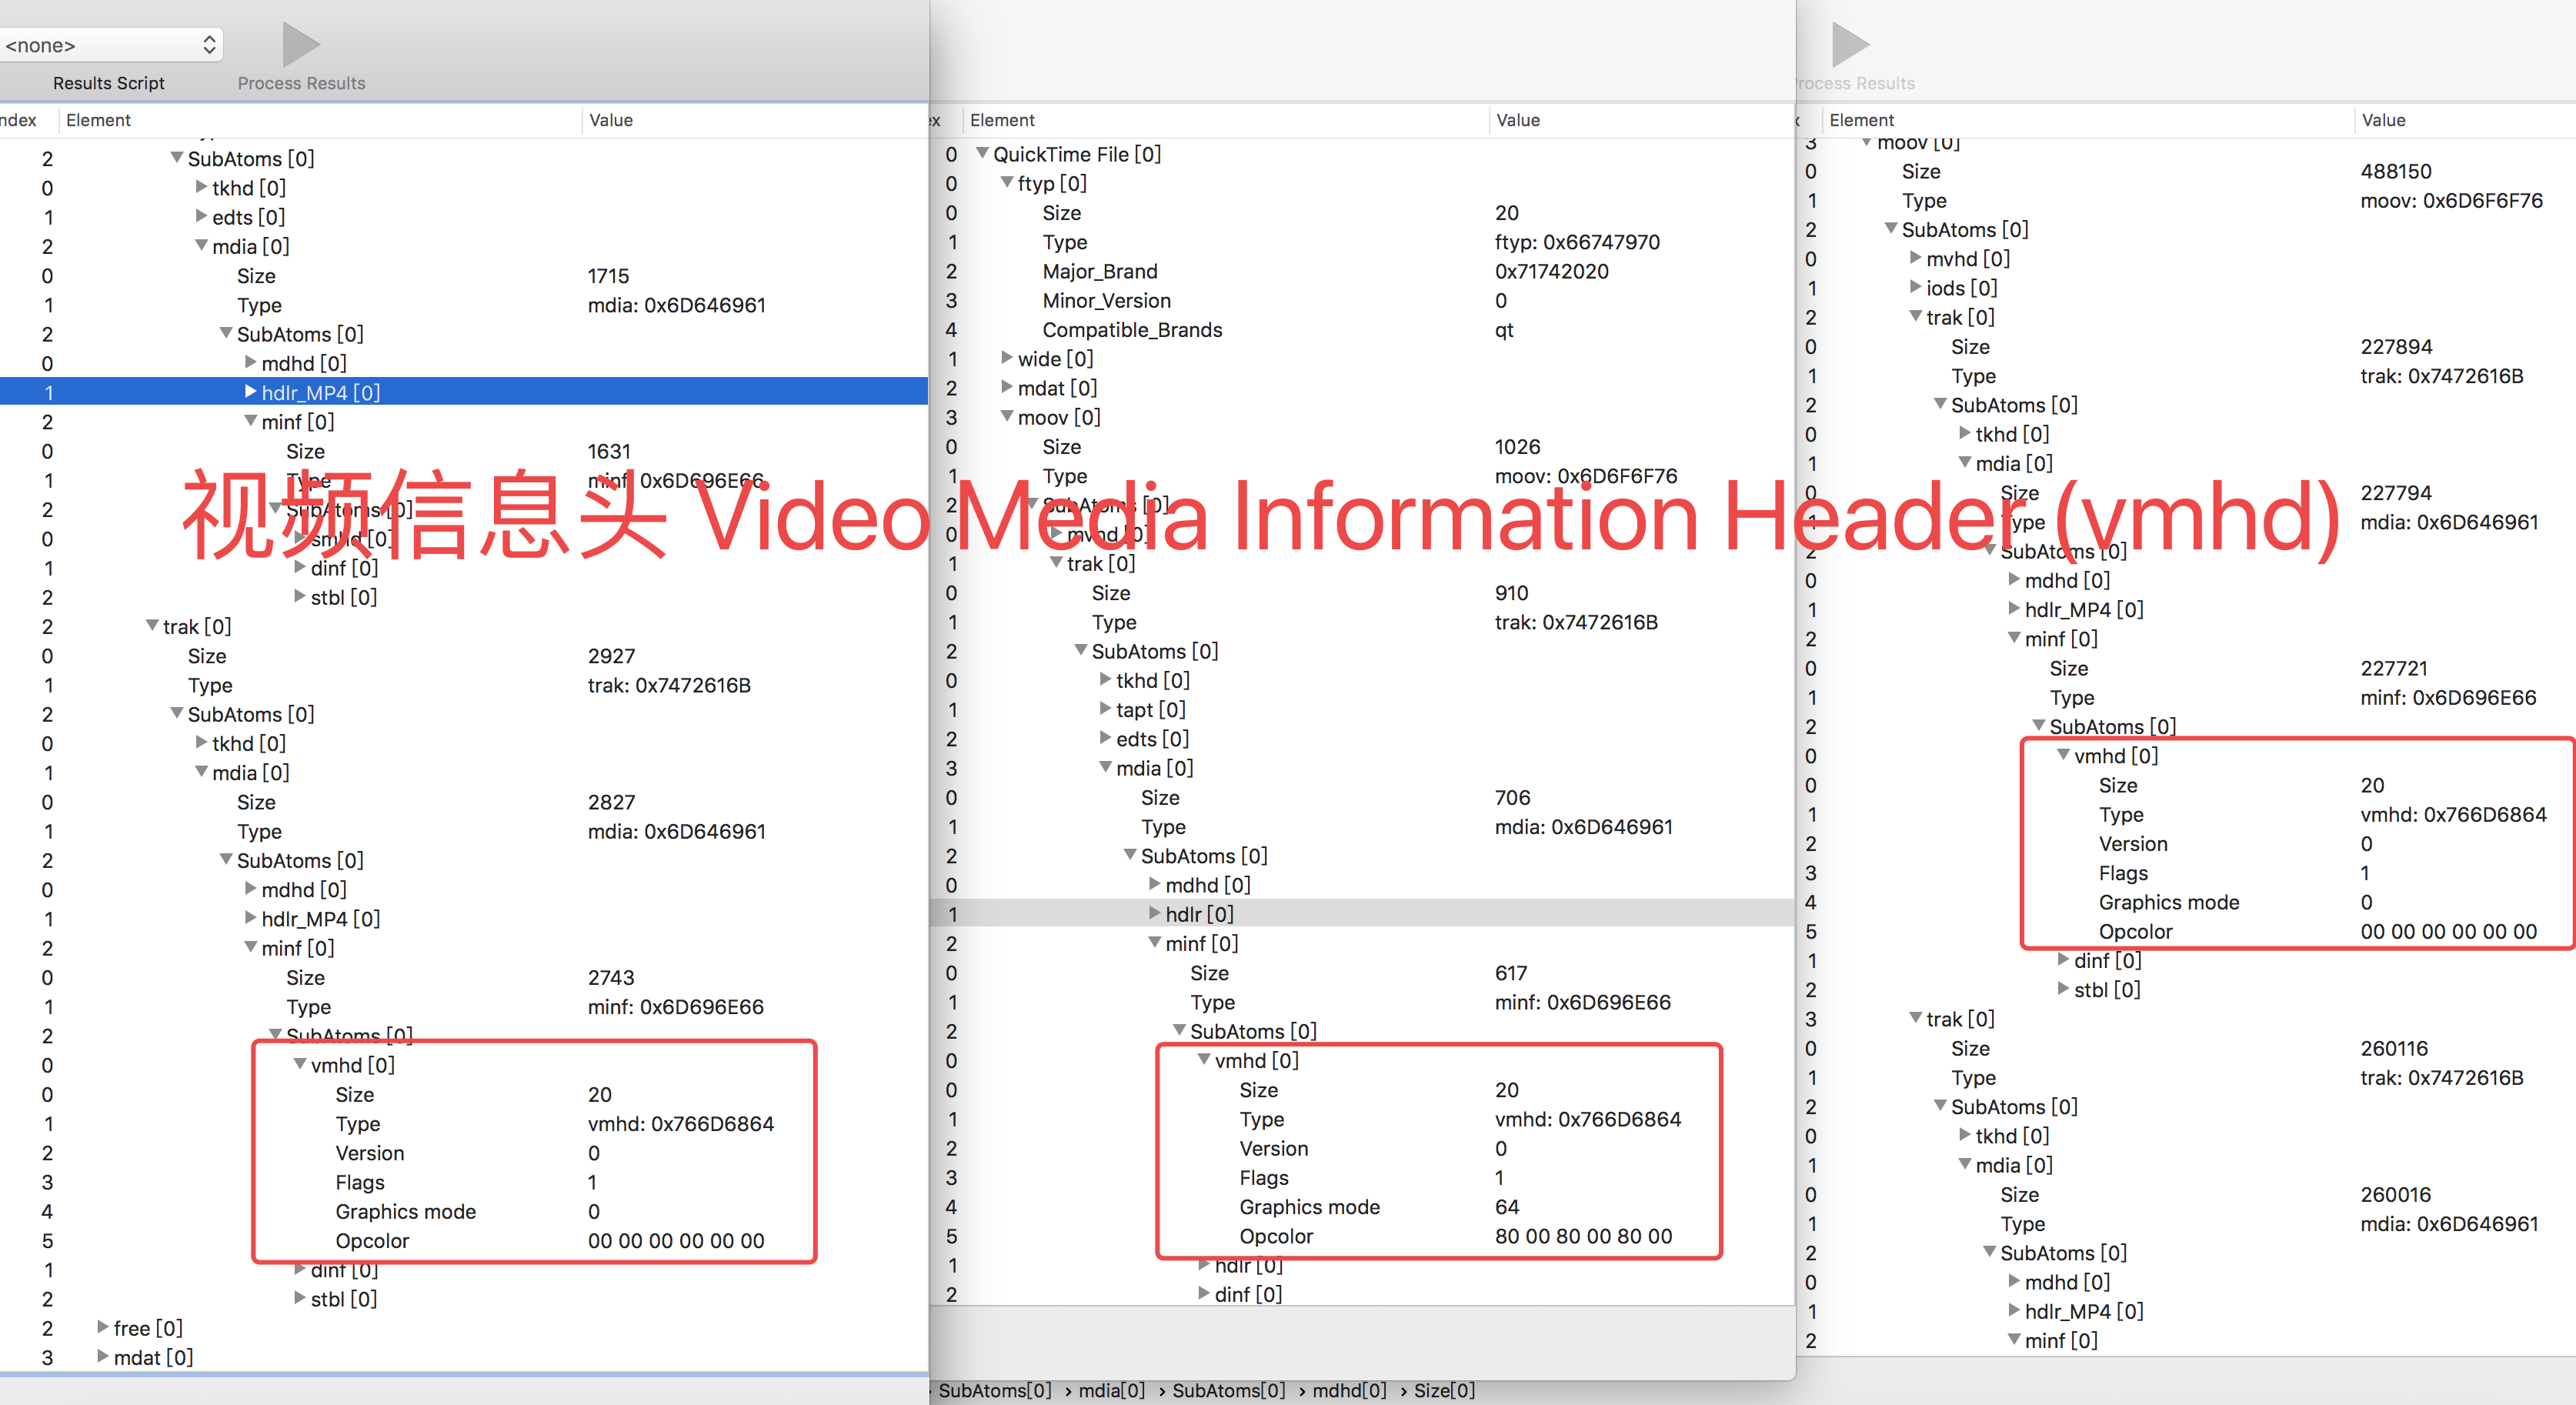 <none>
Results Script
Process Results
ndex Element Value
2 SubAtoms [0]
0 tkhd [0]
1 edts [0]
2 mdia [0]
0 Size 1715
1 Type mdia: 0x6D646961
2 SubAtoms [0]
0 mdhd [0]
1 hdlr_MP4 [0]
2 minf [0]
0 Size 1631
1 Type minf: 0x6D696E66
2 SubAtoms [0]
0 smhd [0]
1 dinf [0]
2 stbl [0]
2 trak [0]
0 Size 2927
1 Type trak: 0x7472616B
2 SubAtoms [0]
0 tkhd [0]
1 mdia [0]
0 Size 2827
1 Type mdia: 0x6D646961
2 SubAtoms [0]
0 mdhd [0]
1 hdlr_MP4 [0]
2 minf [0]
0 Size 2743
1 Type minf: 0x6D696E66
2 SubAtoms [0]
0 vmhd [0]
0 Size 20
1 Type vmhd: 0x766D6864
2 Version 0
3 Flags 1
4 Graphics mode 0
5 Opcolor 00 00 00 00 00 00
1 dinf [0]
2 stbl [0]
2 free [0]
3 mdat [0]
视频信息头 Video Media Information Header (vmhd)
ex Element Value
0 QuickTime File [0]
0 ftyp [0]
0 Size 20
1 Type ftyp: 0x66747970
2 Major_Brand 0x71742020
3 Minor_Version 0
4 Compatible_Brands qt
1 wide [0]
2 mdat [0]
3 moov [0]
0 Size 1026
1 Type moov: 0x6D6F6F76
2 SubAtoms [0]
0 mvhd [0]
1 trak [0]
0 Size 910
1 Type trak: 0x7472616B
2 SubAtoms [0]
0 tkhd [0]
1 tapt [0]
2 edts [0]
3 mdia [0]
0 Size 706
1 Type mdia: 0x6D646961
2 SubAtoms [0]
0 mdhd [0]
1 hdlr [0]
2 minf [0]
0 Size 617
1 Type minf: 0x6D696E66
2 SubAtoms [0]
0 vmhd [0]
0 Size 20
1 Type vmhd: 0x766D6864
2 Version 0
3 Flags 1
4 Graphics mode 64
5 Opcolor 80 00 80 00 80 00
1 hdlr [0]
2 dinf [0]
SubAtoms[0] › mdia[0] › SubAtoms[0] › mdhd[0] › Size[0]
rocess Results
x Element Value
3 moov [0]
0 Size 488150
1 Type moov: 0x6D6F6F76
2 SubAtoms [0]
0 mvhd [0]
1 iods [0]
2 trak [0]
0 Size 227894
1 Type trak: 0x7472616B
2 SubAtoms [0]
0 tkhd [0]
1 mdia [0]
0 Size 227794
1 Type mdia: 0x6D646961
2 SubAtoms [0]
0 mdhd [0]
1 hdlr_MP4 [0]
2 minf [0]
0 Size 227721
1 Type minf: 0x6D696E66
2 SubAtoms [0]
0 vmhd [0]
0 Size 20
1 Type vmhd: 0x766D6864
2 Version 0
3 Flags 1
4 Graphics mode 0
5 Opcolor 00 00 00 00 00 00
1 dinf [0]
2 stbl [0]
3 trak [0]
0 Size 260116
1 Type trak: 0x7472616B
2 SubAtoms [0]
0 tkhd [0]
1 mdia [0]
0 Size 260016
1 Type mdia: 0x6D646961
2 SubAtoms [0]
0 mdhd [0]
1 hdlr_MP4 [0]
2 minf [0]